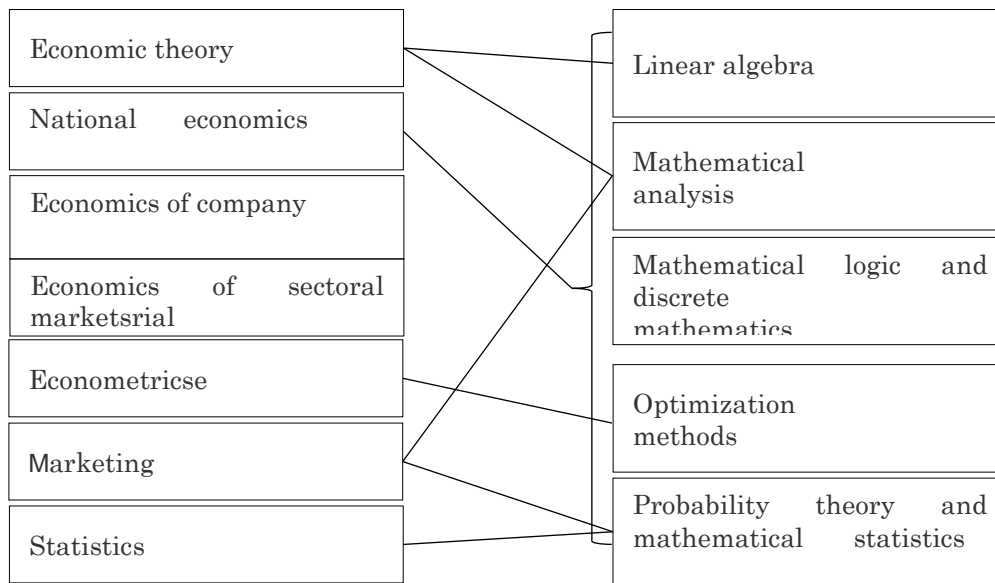 Economic theory
National economics
Economics of company
Economics of sectoral
marketsrial
Econometricse
Marketing
Statistics
Linear algebra
Mathematical
analysis
Mathematical logic and
discrete
mathematics
Optimization
methods
Probability theory and
mathematical statistics